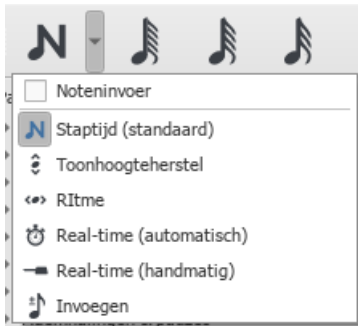 Noteninvoer
Staptijd (standaard)
Toonhoogteherstel
RItme
Real-time (automatisch)
Real-time (handmatig)
Invoegen